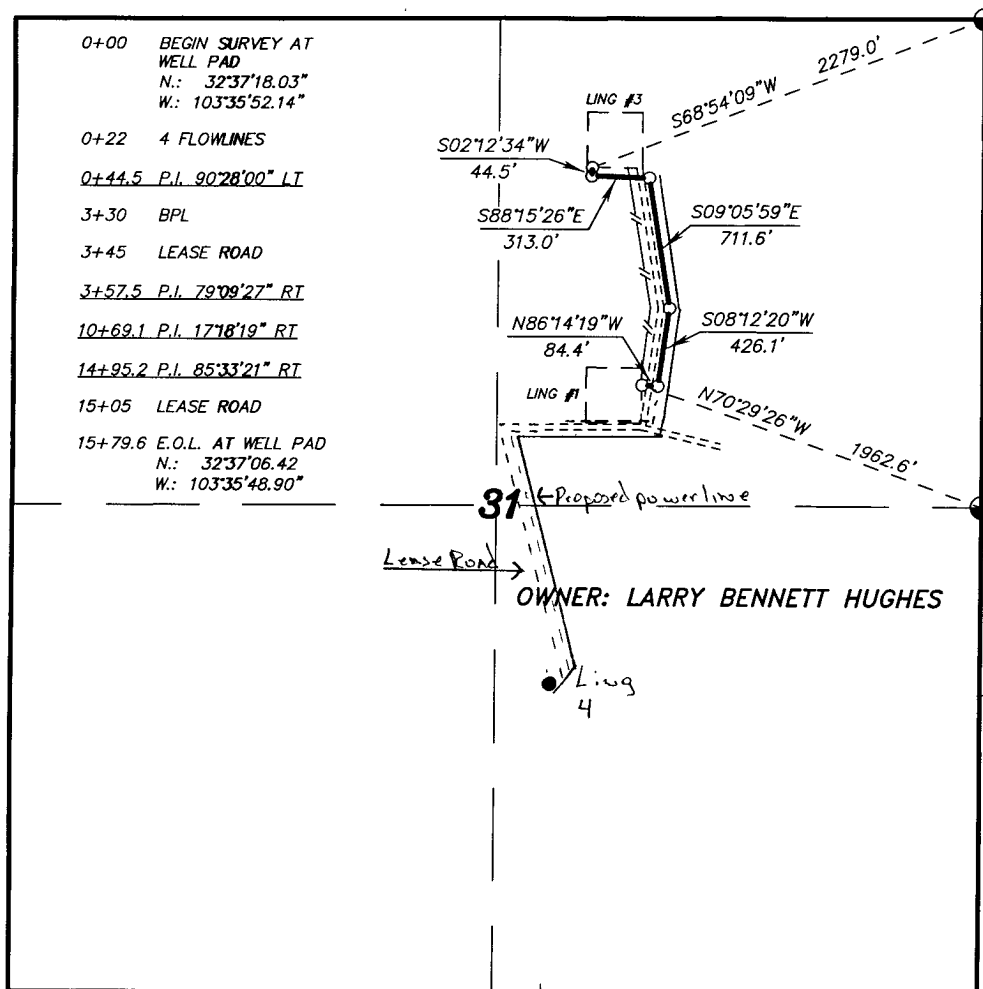 0+00 BEGIN SURVEY AT
WELL PAD
N.: 32°37'18.03"
W.: 103°35'52.14"
0+22 4 FLOWLINES
0+44.5 P.I. 90°28'00" LT
3+30 BPL
3+45 LEASE ROAD
3+57.5 P.I. 79°09'27" RT
10+69.1 P.I. 17°18'19" RT
14+95.2 P.I. 85°33'21" RT
15+05 LEASE ROAD
15+79.6 E.O.L. AT WELL PAD
N.: 32°37'06.42
W.: 103°35'48.90"
2279.0'
S68°54'09"W
LING #3
S02°12'34"W
44.5'
S88°15'26"E
313.0'
S09°05'59"E
711.6'
N86°14'19"W
84.4'
S08°12'20"W
426.1'
LING #1
N70°29'26"W
1962.6'
31
←Proposed powerline
Lease Road
OWNER: LARRY BENNETT HUGHES
Ling
4